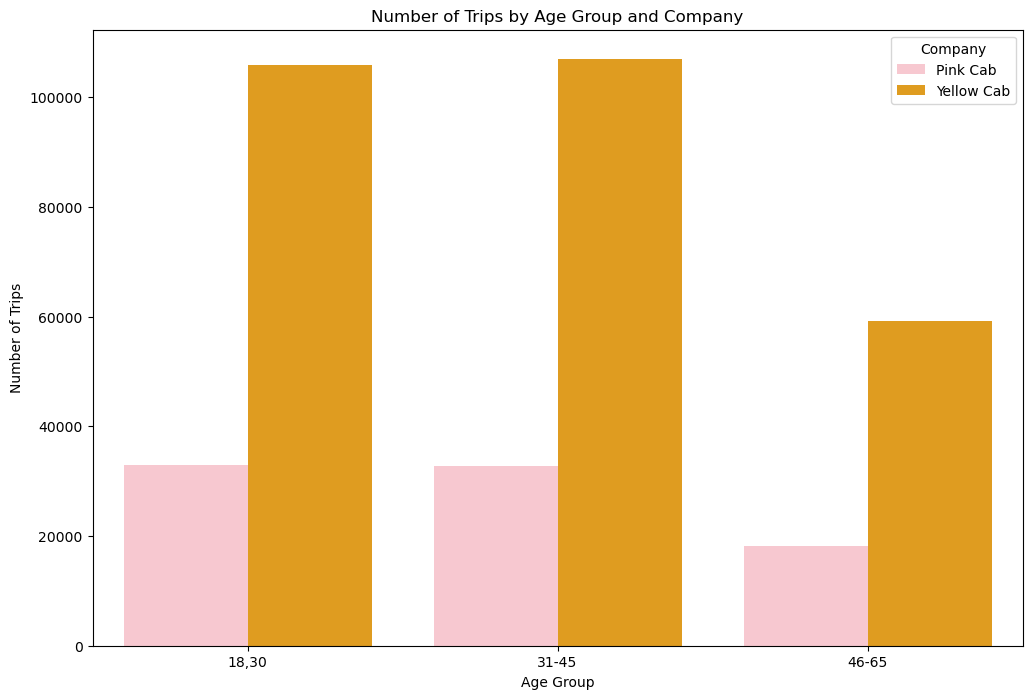 Number of Trips by Age Group and Company
Company
Pink Cab
Yellow Cab
Number of Trips
100000
80000
60000
40000
20000
0
18,30
31-45
46-65
Age Group